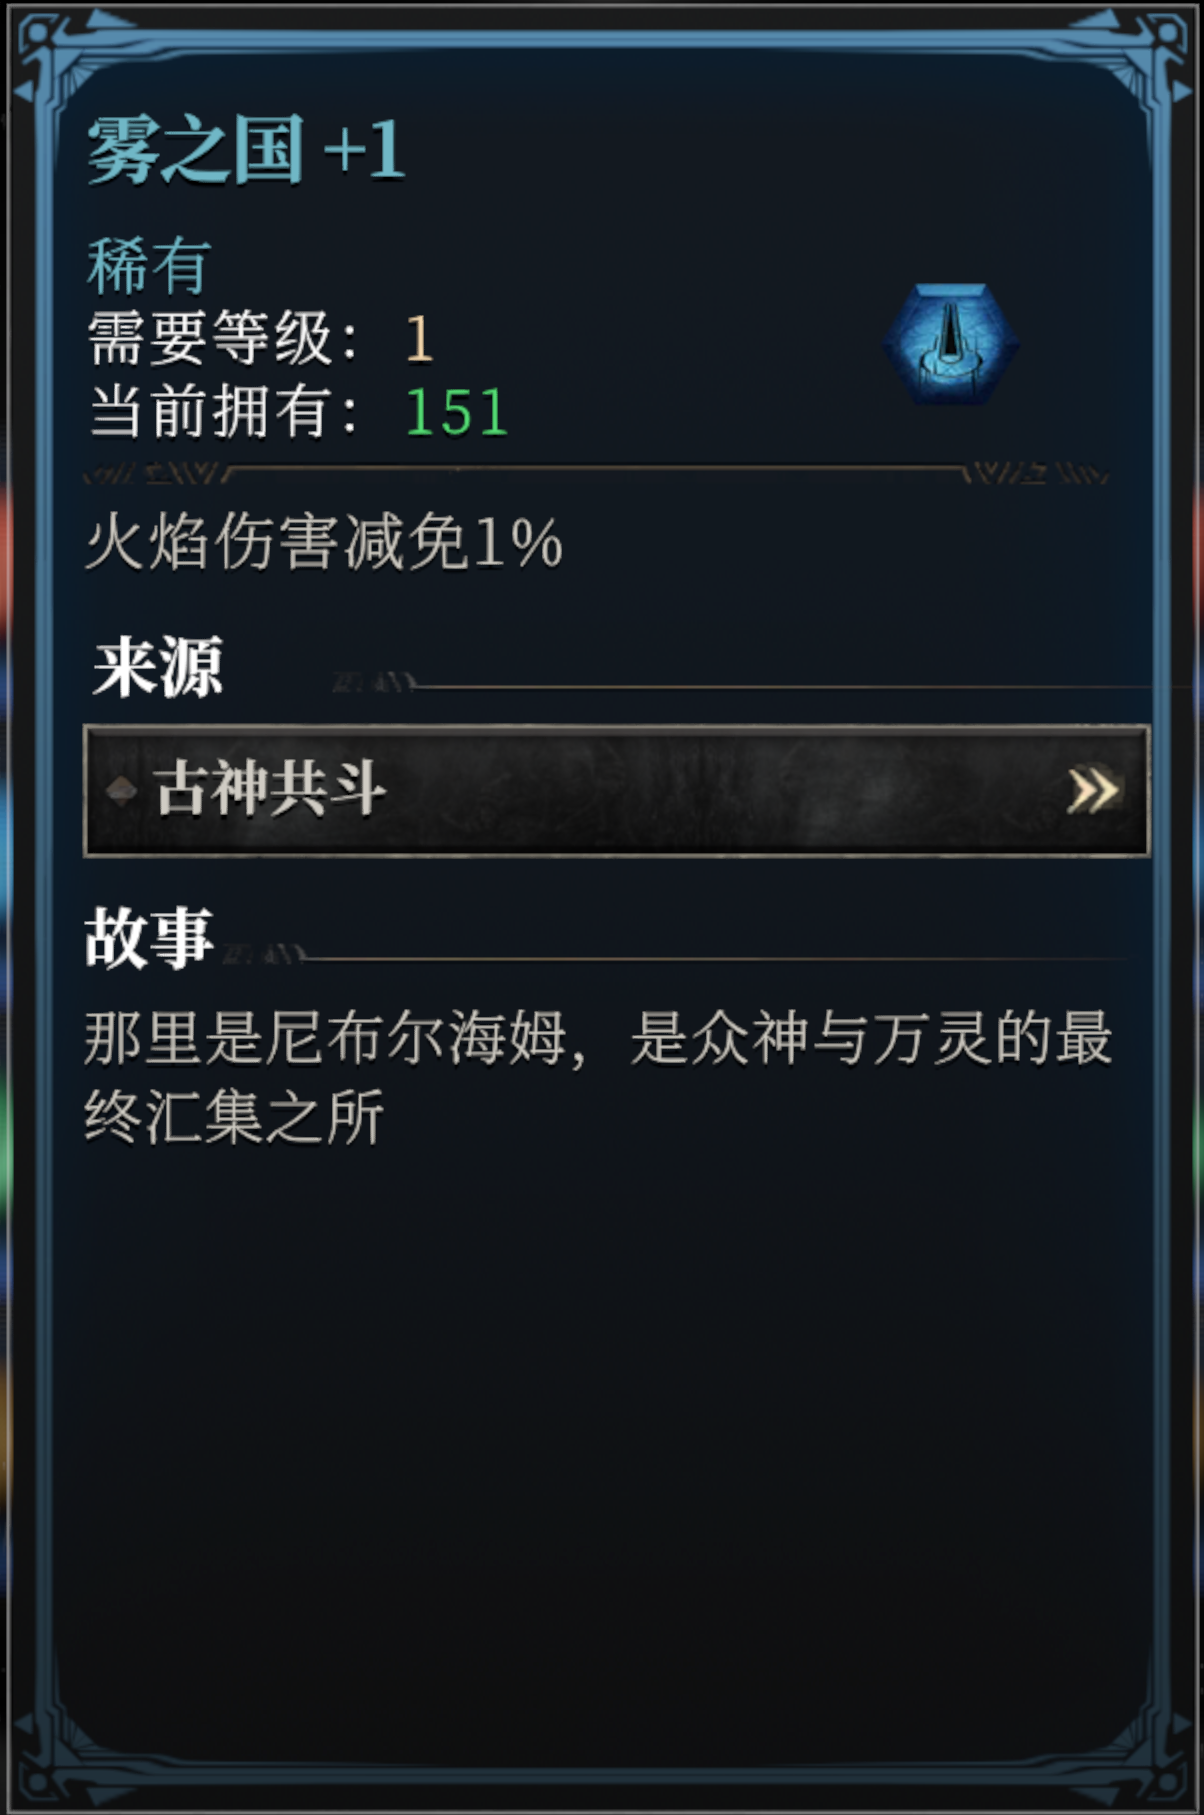 雾之国 +1
稀有
需要等级： 1
当前拥有： 151
火焰伤害减免1%
来源
古神共斗
故事
那里是尼布尔海姆，是众神与万灵的最
终汇集之所